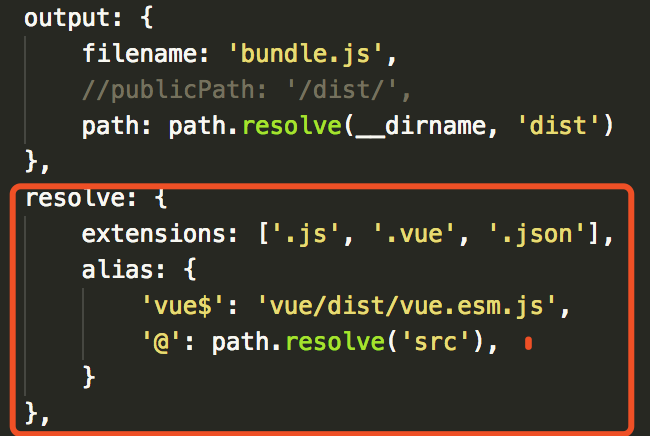 output: {
filename: 'bundle.js',
//publicPath: '/dist/',
path: path.resolve(__dirname, 'dist')
},
resolve: {
extensions: ['.js', '.vue', '.json'],
alias: {
'vue$': 'vue/dist/vue.esm.js',
'@': path.resolve('src'),
}
},